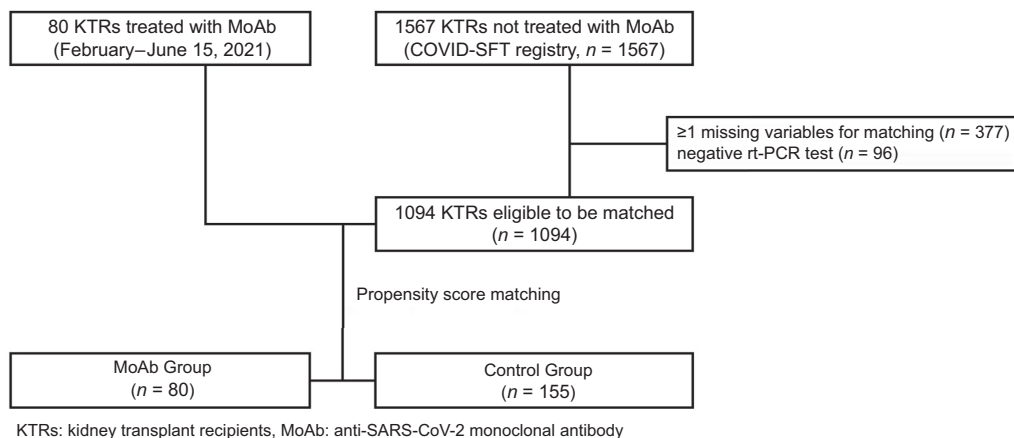 80 KTRs treated with MoAb
(February–June 15, 2021)
1567 KTRs not treated with MoAb
(COVID-SFT registry, n = 1567)
≥1 missing variables for matching (n = 377)
negative rt-PCR test (n = 96)
1094 KTRs eligible to be matched
(n = 1094)
Propensity score matching
MoAb Group
(n = 80)
Control Group
(n = 155)
KTRs: kidney transplant recipients, MoAb: anti-SARS-CoV-2 monoclonal antibody